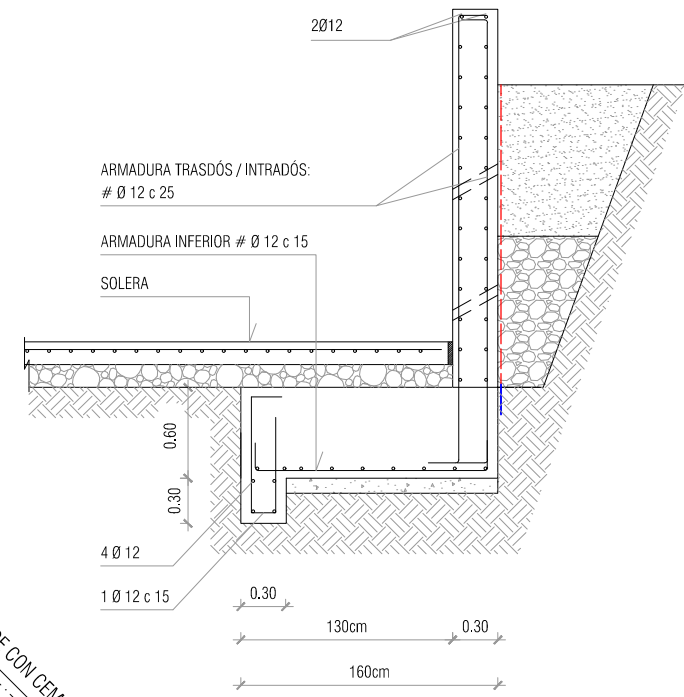 2Ø12
ARMADURA TRASDÓS / INTRADÓS:
# Ø 12 c 25
ARMADURA INFERIOR # Ø 12 c 15
SOLERA
0.60
0.30
4 Ø 12
1 Ø 12 c 15
0.30
130cm
0.30
160cm
CON